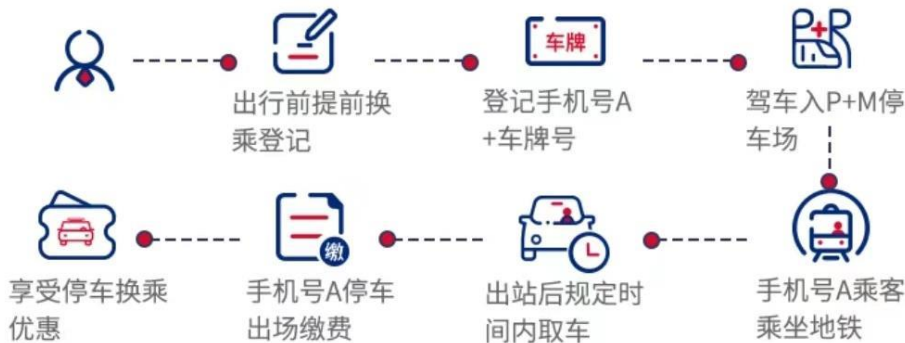 车牌
出行前提前换
乘登记
登记手机号A
+车牌号
驾车入P+M停
车场
手机号A乘客
乘坐地铁
出站后规定时
间内取车
缴
手机号A停车
出场缴费
享受停车换乘
优惠